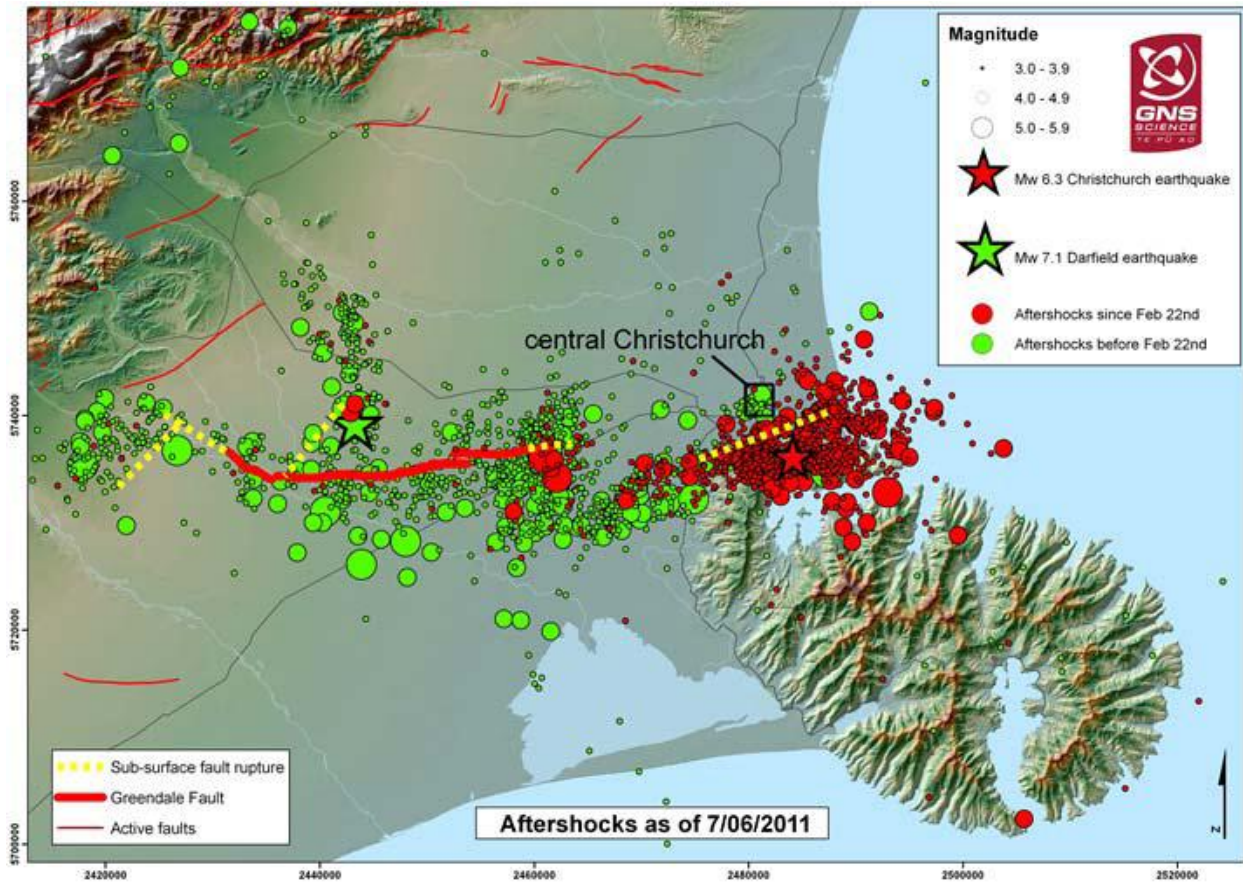 Magnitude
3.0 - 3.9
4.0 - 4.9
5.0 - 5.9
GNS
SCIENCE
TE PŪ AO
Mw 6.3 Christchurch earthquake
Mw 7.1 Darfield earthquake
Aftershocks since Feb 22nd
Aftershocks before Feb 22nd
central Christchurch
5760000
5740000
5720000
5700000
Sub-surface fault rupture
Greendale Fault
Active faults
Aftershocks as of 7/06/2011
N
2420000
2440000
2460000
2480000
2500000
2520000